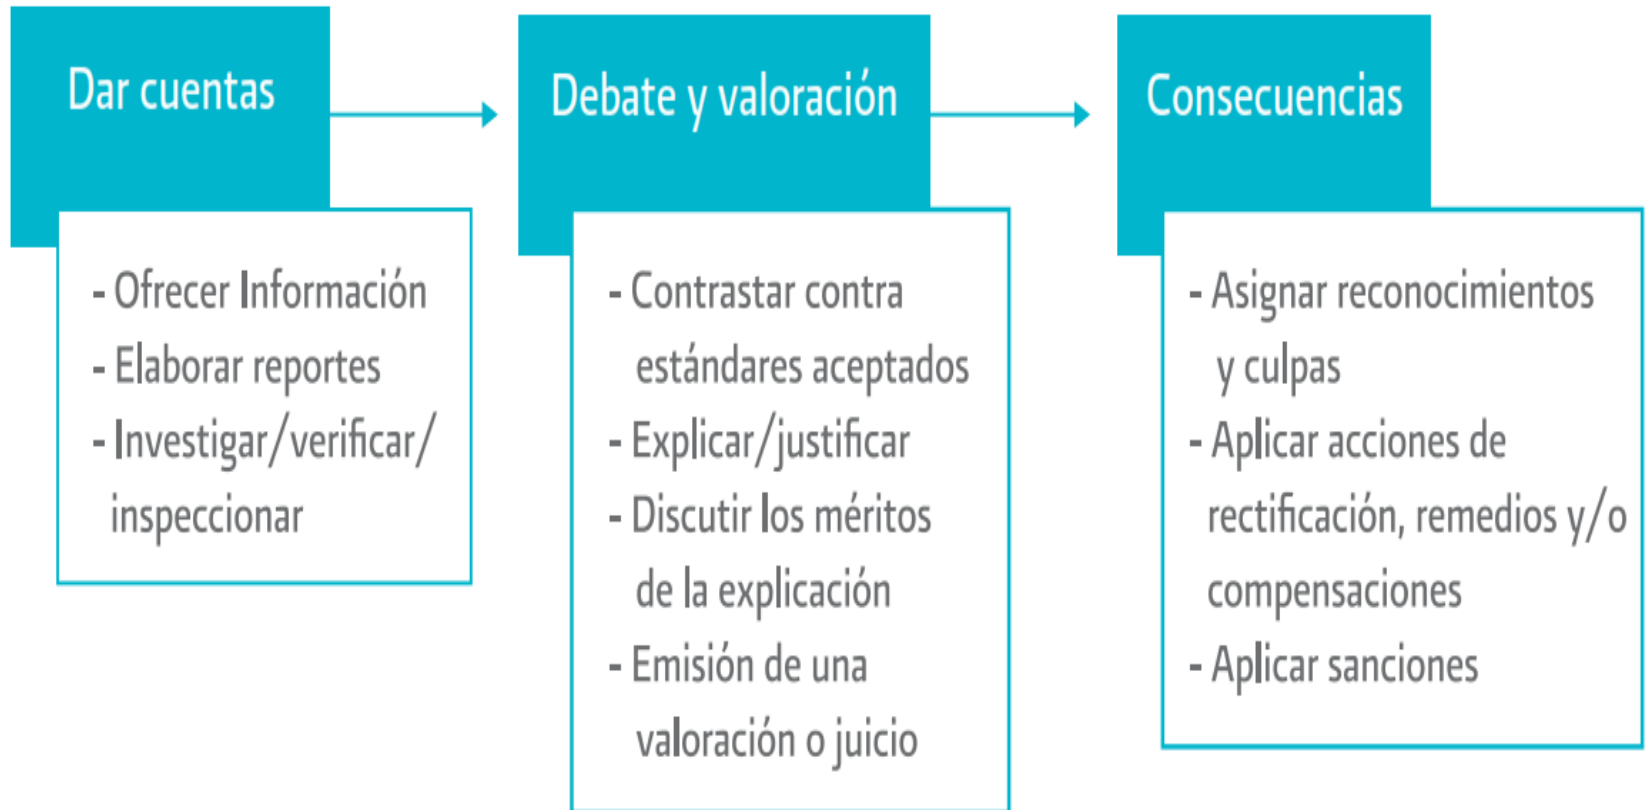 Dar cuentas
- Ofrecer Información
- Elaborar reportes
- Investigar/verificar/
inspeccionar
Debate y valoración
- Contrastar contra
estándares aceptados
- Explicar/justificar
- Discutir los méritos
de la explicación
- Emisión de una
valoración o juicio
Consecuencias
- Asignar reconocimientos
y culpas
- Aplicar acciones de
rectificación, remedios y/o
compensaciones
- Aplicar sanciones